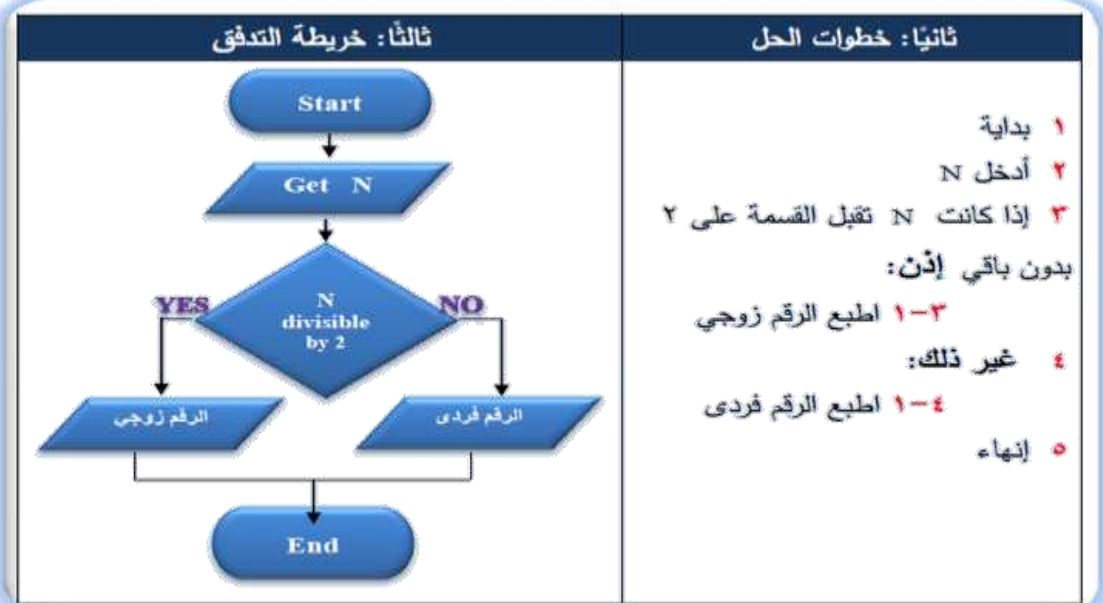 ثانيًا: خطوات الحل
١ بداية
٢ أدخل N
٣ إذا كانت N تقبل القسمة على ٢
بدون باقي إذن:
٣-١ اطبع الرقم زوجي
٤ غير ذلك:
٤-١ اطبع الرقم فردى
٥ إنهاء
ثالثًا: خريطة التدفق
Start
Get N
YES
N
divisible
by 2
NO
الرقم زوجي
الرقم فردى
End